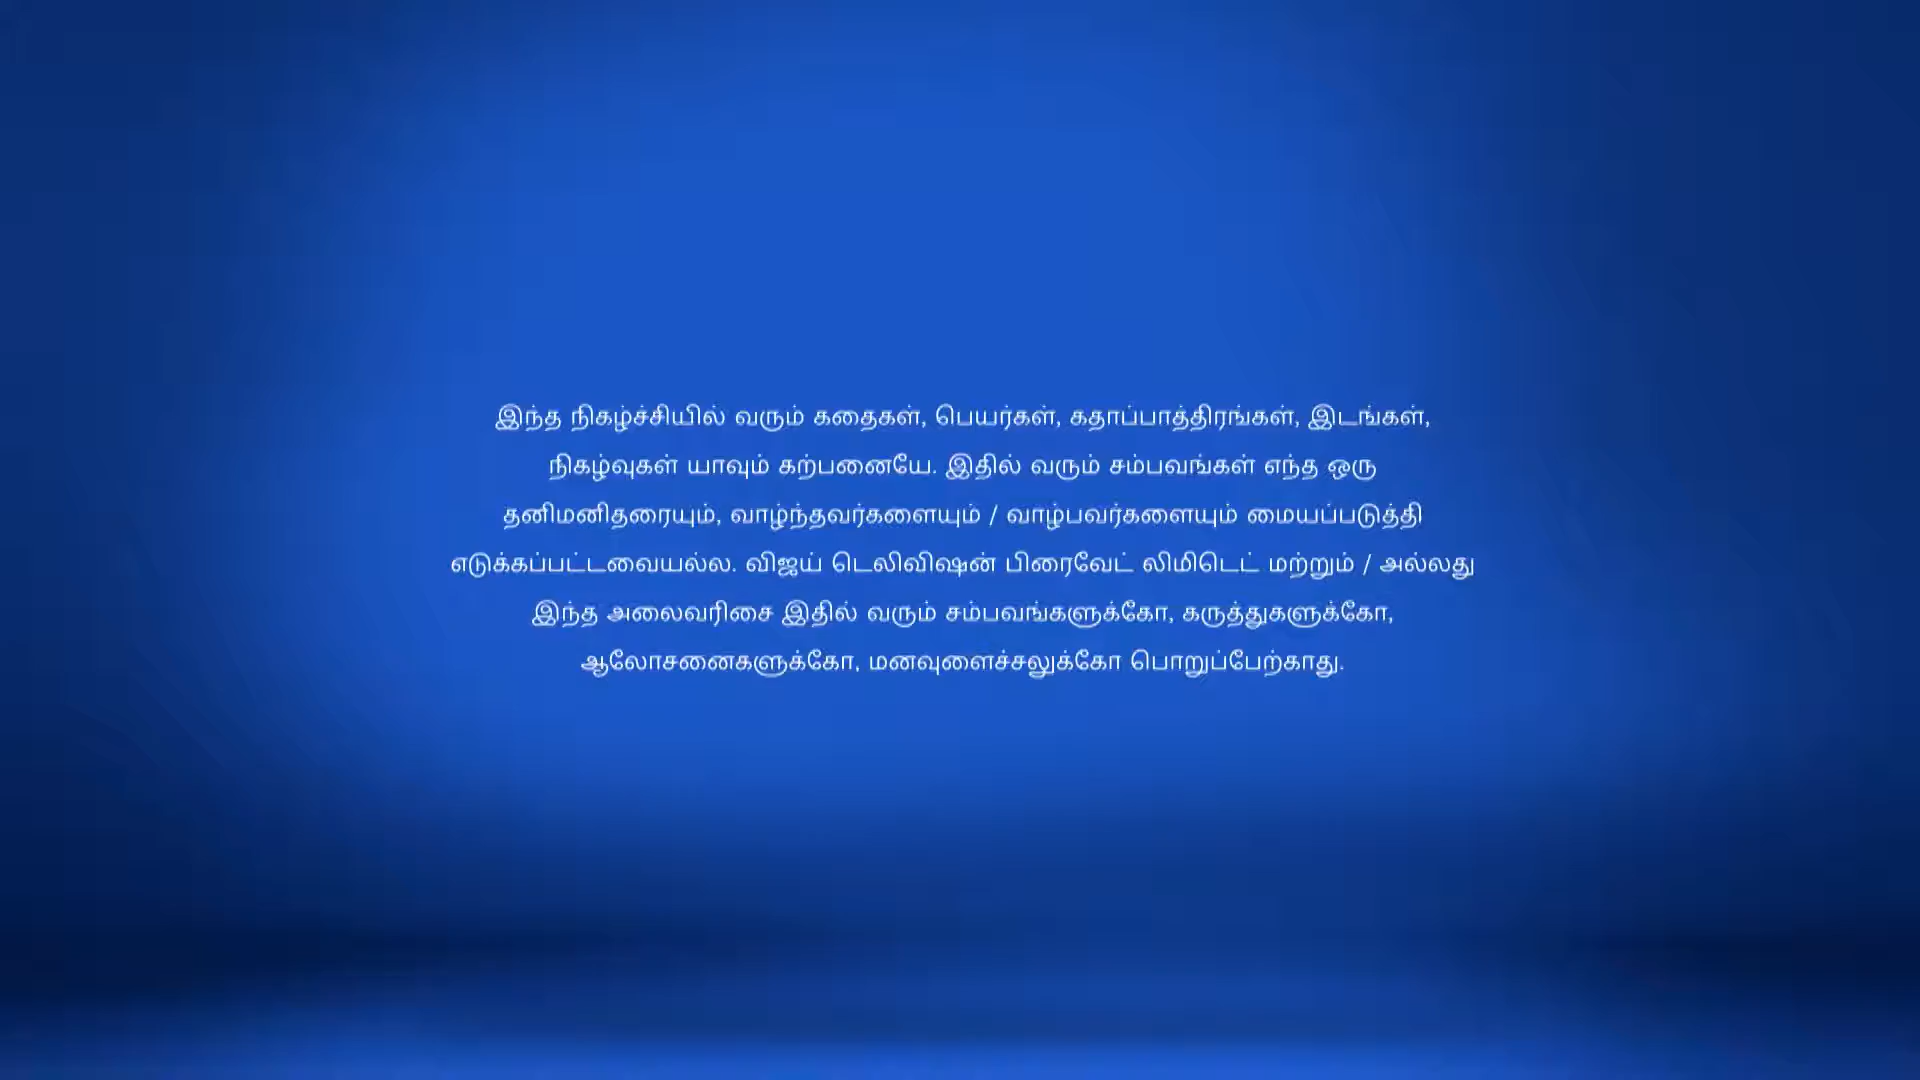 இந்த நிகழ்ச்சியில் வரும் கதைகள், பெயர்கள், கதாப்பாத்திரங்கள், இடங்கள்,
நிகழ்வுகள் யாவும் கற்பனையே. இதில் வரும் சம்பவங்கள் எந்த ஒரு
தனிமனிதரையும், வாழ்ந்தவர்களையும் / வாழ்பவர்களையும் மையப்படுத்தி
எடுக்கப்பட்டவையல்ல. விஜய் டெலிவிஷன் பிரைவேட் லிமிடெட் மற்றும் / அல்லது
இந்த அலைவரிசை இதில் வரும் சம்பவங்களுக்கோ, கருத்துகளுக்கோ,
ஆலோசனைகளுக்கோ, மனவுளைச்சலுக்கோ பொறுப்பேற்காது.